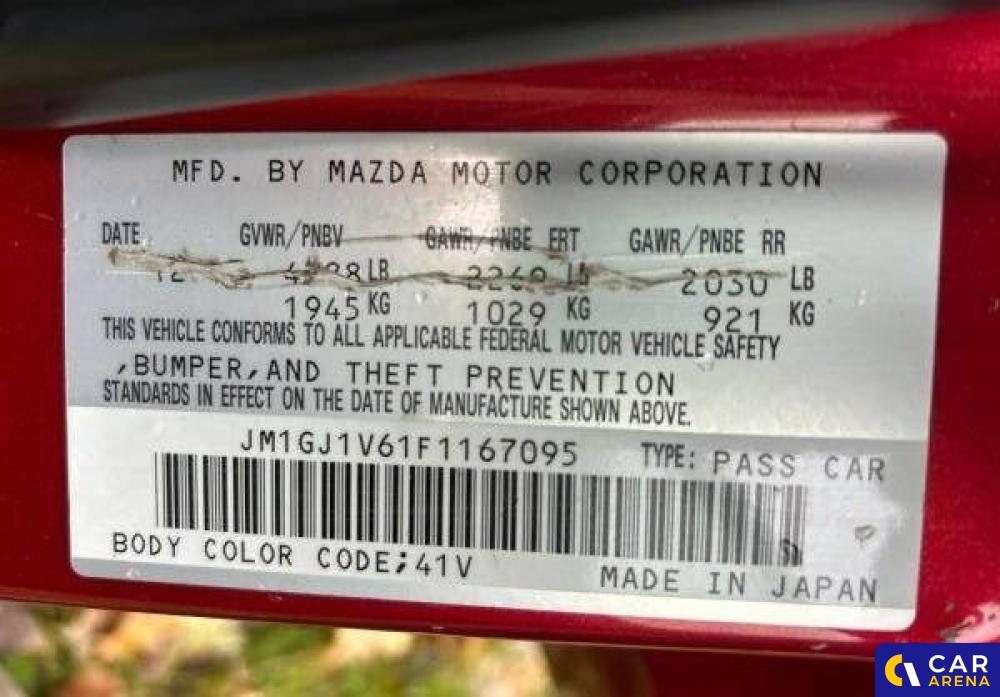 MFD. BY MAZDA MOTOR CORPORATION
DATE GVWR/PNBV GAWR/PNBE FRT GAWR/PNBE RR
LB 2269 LB 2030 LB
1945 KG 1029 KG 921 KG
THIS VEHICLE CONFORMS TO ALL APPLICABLE FEDERAL MOTOR VEHICLE SAFETY
,BUMPER,AND THEFT PREVENTION
STANDARDS IN EFFECT ON THE DATE OF MANUFACTURE SHOWN ABOVE.
JM1GJ1V61F1167095 TYPE: PASS CAR
BODY COLOR CODE;41V
MADE IN JAPAN
CAR
ARENA